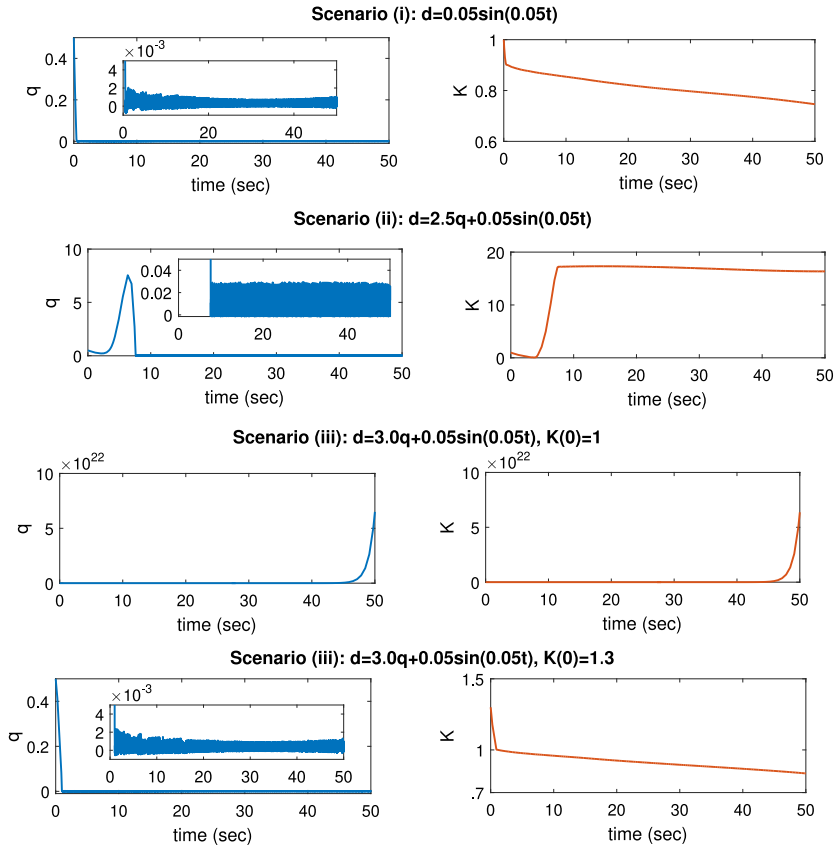 Scenario (i): d=0.05sin(0.05t)
q
0.4
0.2
0
×10-3
4
2
0
0 20 40
0 10 20 30 40 50
time (sec)
K
1
0.8
0.6
0 10 20 30 40 50
time (sec)
Scenario (ii): d=2.5q+0.05sin(0.05t)
q
10
5
0
0.04
0.02
0
0 20 40
0 10 20 30 40 50
time (sec)
K
20
10
0
0 10 20 30 40 50
time (sec)
Scenario (iii): d=3.0q+0.05sin(0.05t), K(0)=1
×1022
q
10
5
0
0 10 20 30 40 50
time (sec)
×1022
K
10
5
0
0 10 20 30 40 50
time (sec)
Scenario (iii): d=3.0q+0.05sin(0.05t), K(0)=1.3
q
0.4
0.2
0
×10-3
4
2
0
0 10 20 30 40 50
0 10 20 30 40 50
time (sec)
K
1.5
1
.7
0 10 20 30 40 50
time (sec)